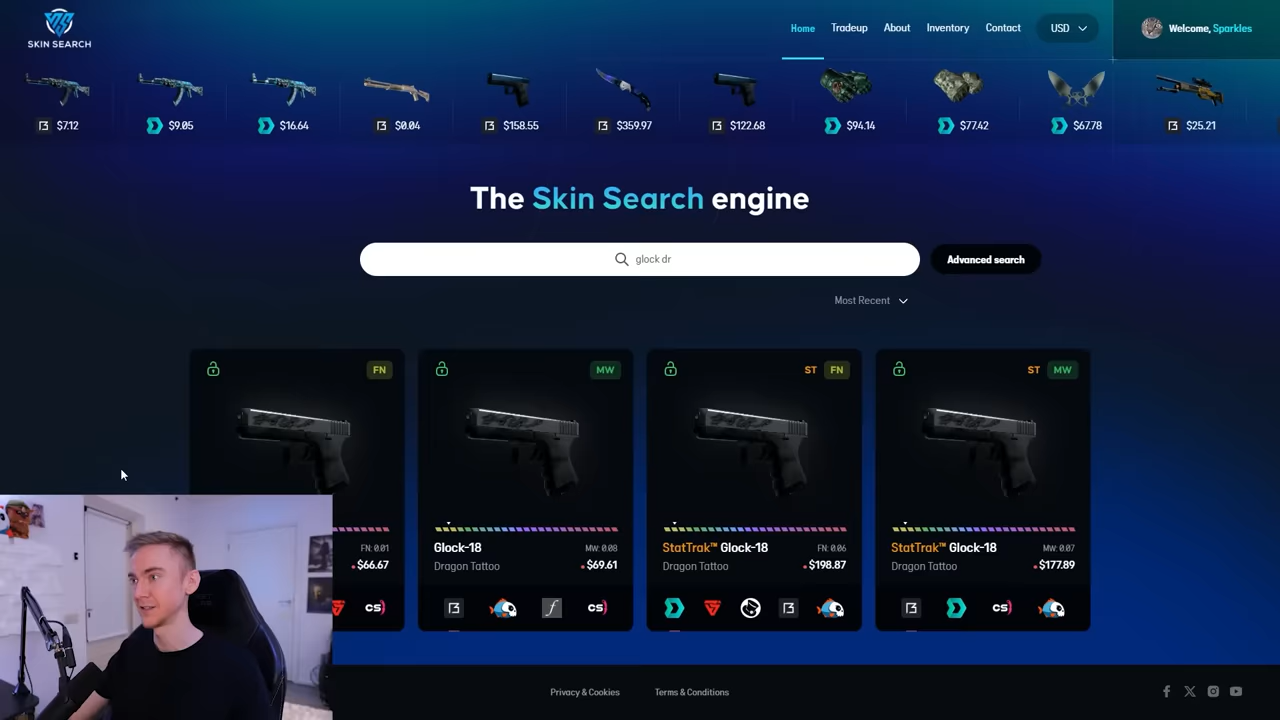 SKIN SEARCH
Home Tradeup About Inventory Contact USD Welcome, Sparkles
$7.12 $9.05 $16.64 $0.04 $158.55 $359.97 $122.68 $94.14 $77.42 $67.78 $25.21
The Skin Search engine
glock dr
Advanced search
Most Recent
FN MW ST FN ST MW
FN: 0.01
$66.67
Glock-18 MW: 0.08
Dragon Tattoo $69.61
StatTrak™ Glock-18 FN: 0.06
Dragon Tattoo $198.87
StatTrak™ Glock-18 MW: 0.07
Dragon Tattoo $177.89
cs) cs) cs)
Privacy & Cookies Terms & Conditions